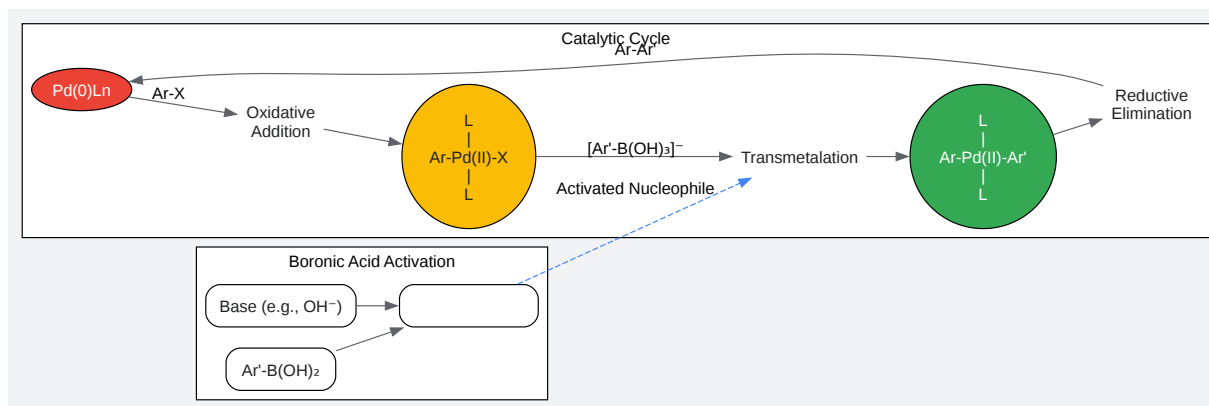 Catalytic Cycle
Ar-Ar'
Pd(0)Ln
Ar-X
Oxidative
Addition
L
|
Ar-Pd(II)-X
|
L
[Ar'-B(OH)₃]⁻
Activated Nucleophile
Transmetalation
L
|
Ar-Pd(II)-Ar'
|
L
Reductive
Elimination
Boronic Acid Activation
Base (e.g., OH⁻)
Ar'-B(OH)₂